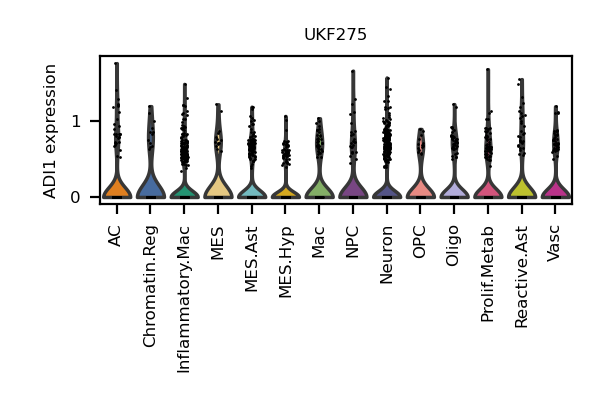 UKF275
ADI1 expression
1
0
AC
Chromatin.Reg
Inflammatory.Mac
MES
MES.Ast
MES.Hyp
Mac
NPC
Neuron
OPC
Oligo
Prolif.Metab
Reactive.Ast
Vasc